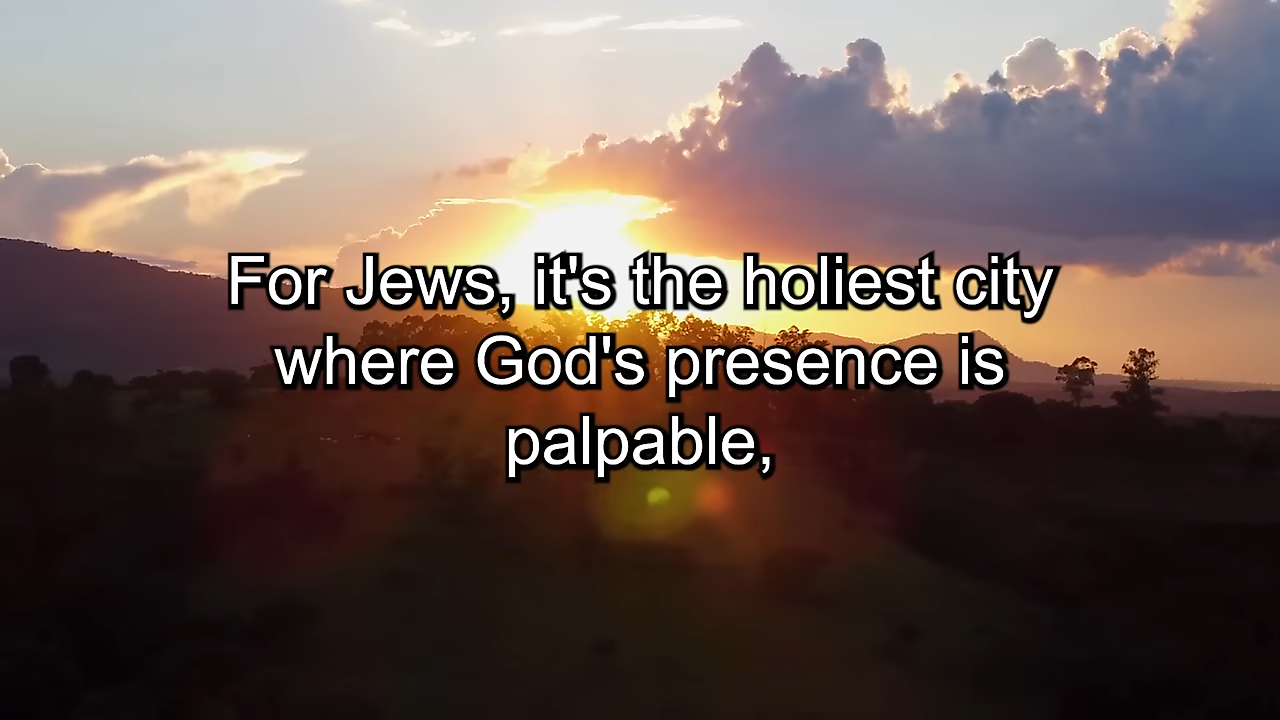 For Jews, it's the holiest city
where God's presence is
palpable,